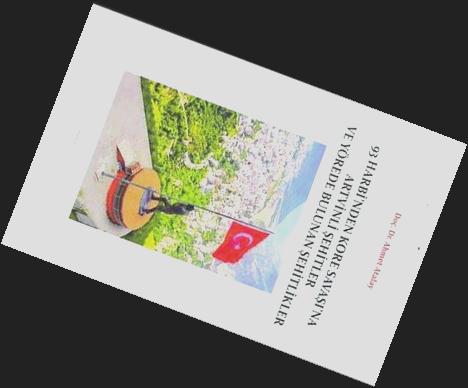 Doç. Dr. Ahmet Atalay
93 HARBİ'NDEN KORE SAVAŞI'NA
ARTVİNLİ ŞEHİTLER
VE YÖREDE BULUNAN ŞEHİTLİKLER